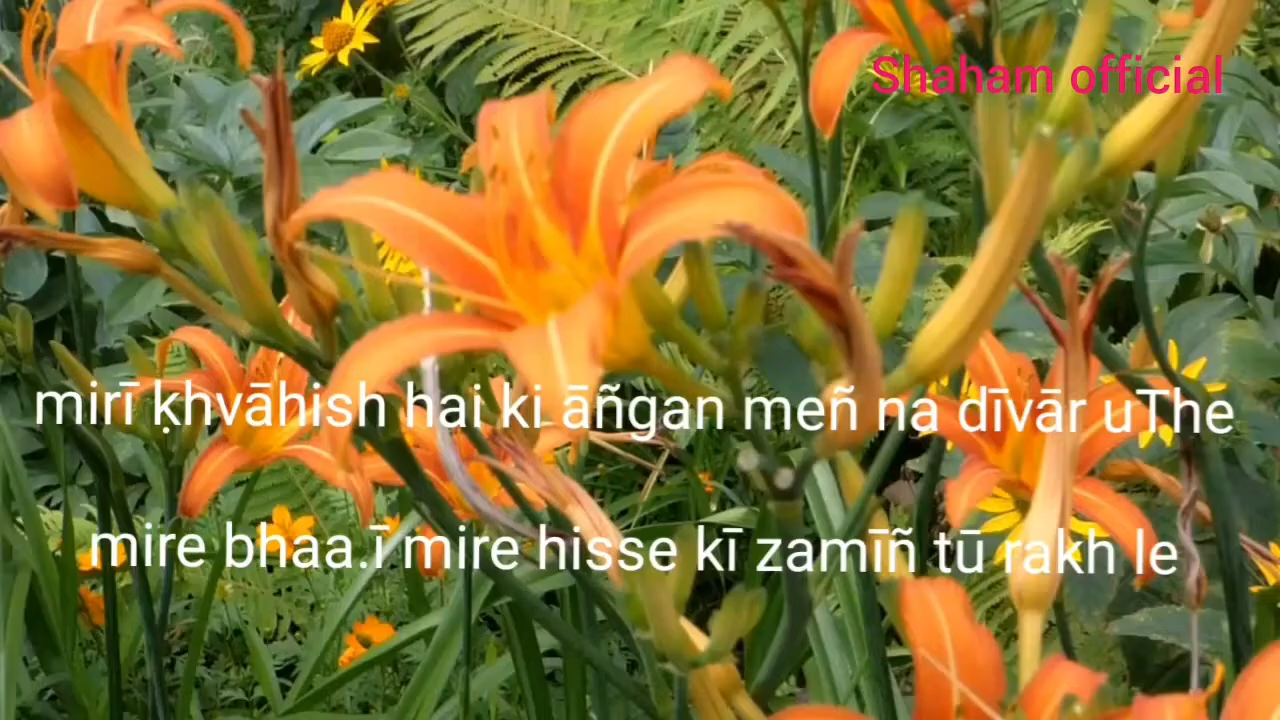 Shaham official
mirī ḳhvāhish hai ki āñgan meñ na dīvār uThe
mire bhaa.ī mire hisse kī zamīñ tū rakh le